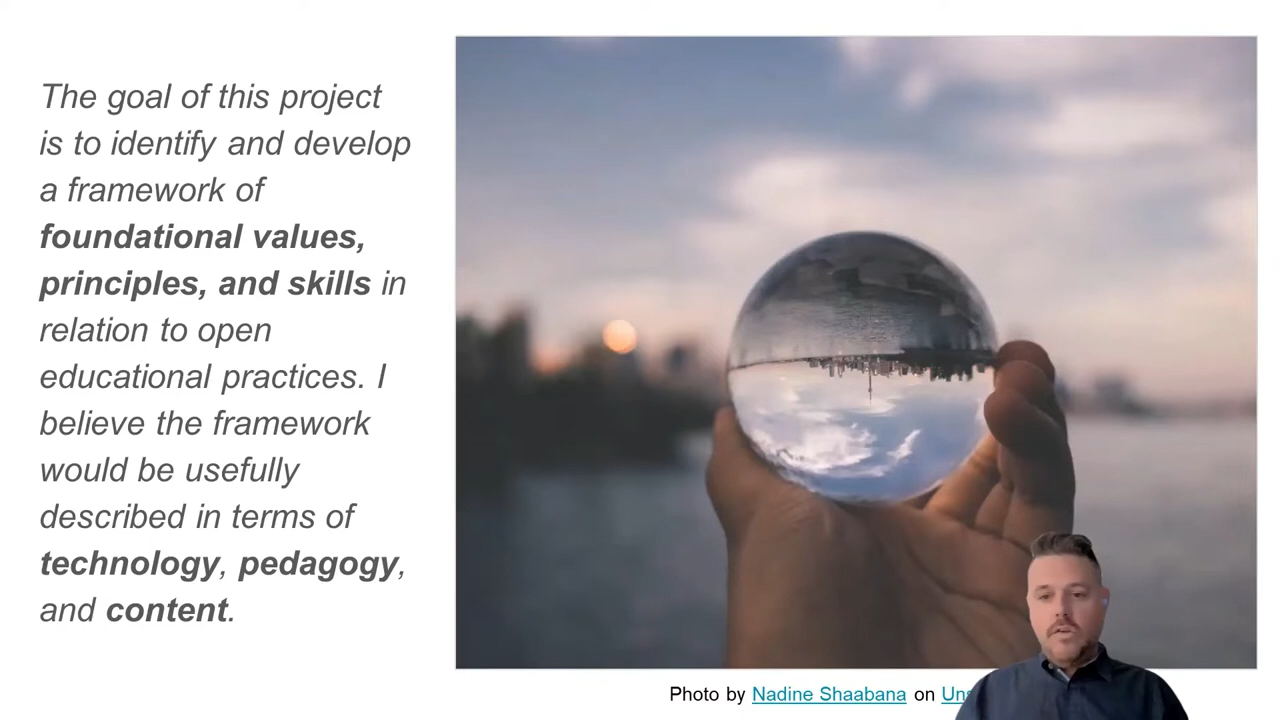 The goal of this project
is to identify and develop
a framework of
foundational values,
principles, and skills in
relation to open
educational practices. I
believe the framework
would be usefully
described in terms of
technology, pedagogy,
and content.
Photo by Nadine Shaabana on